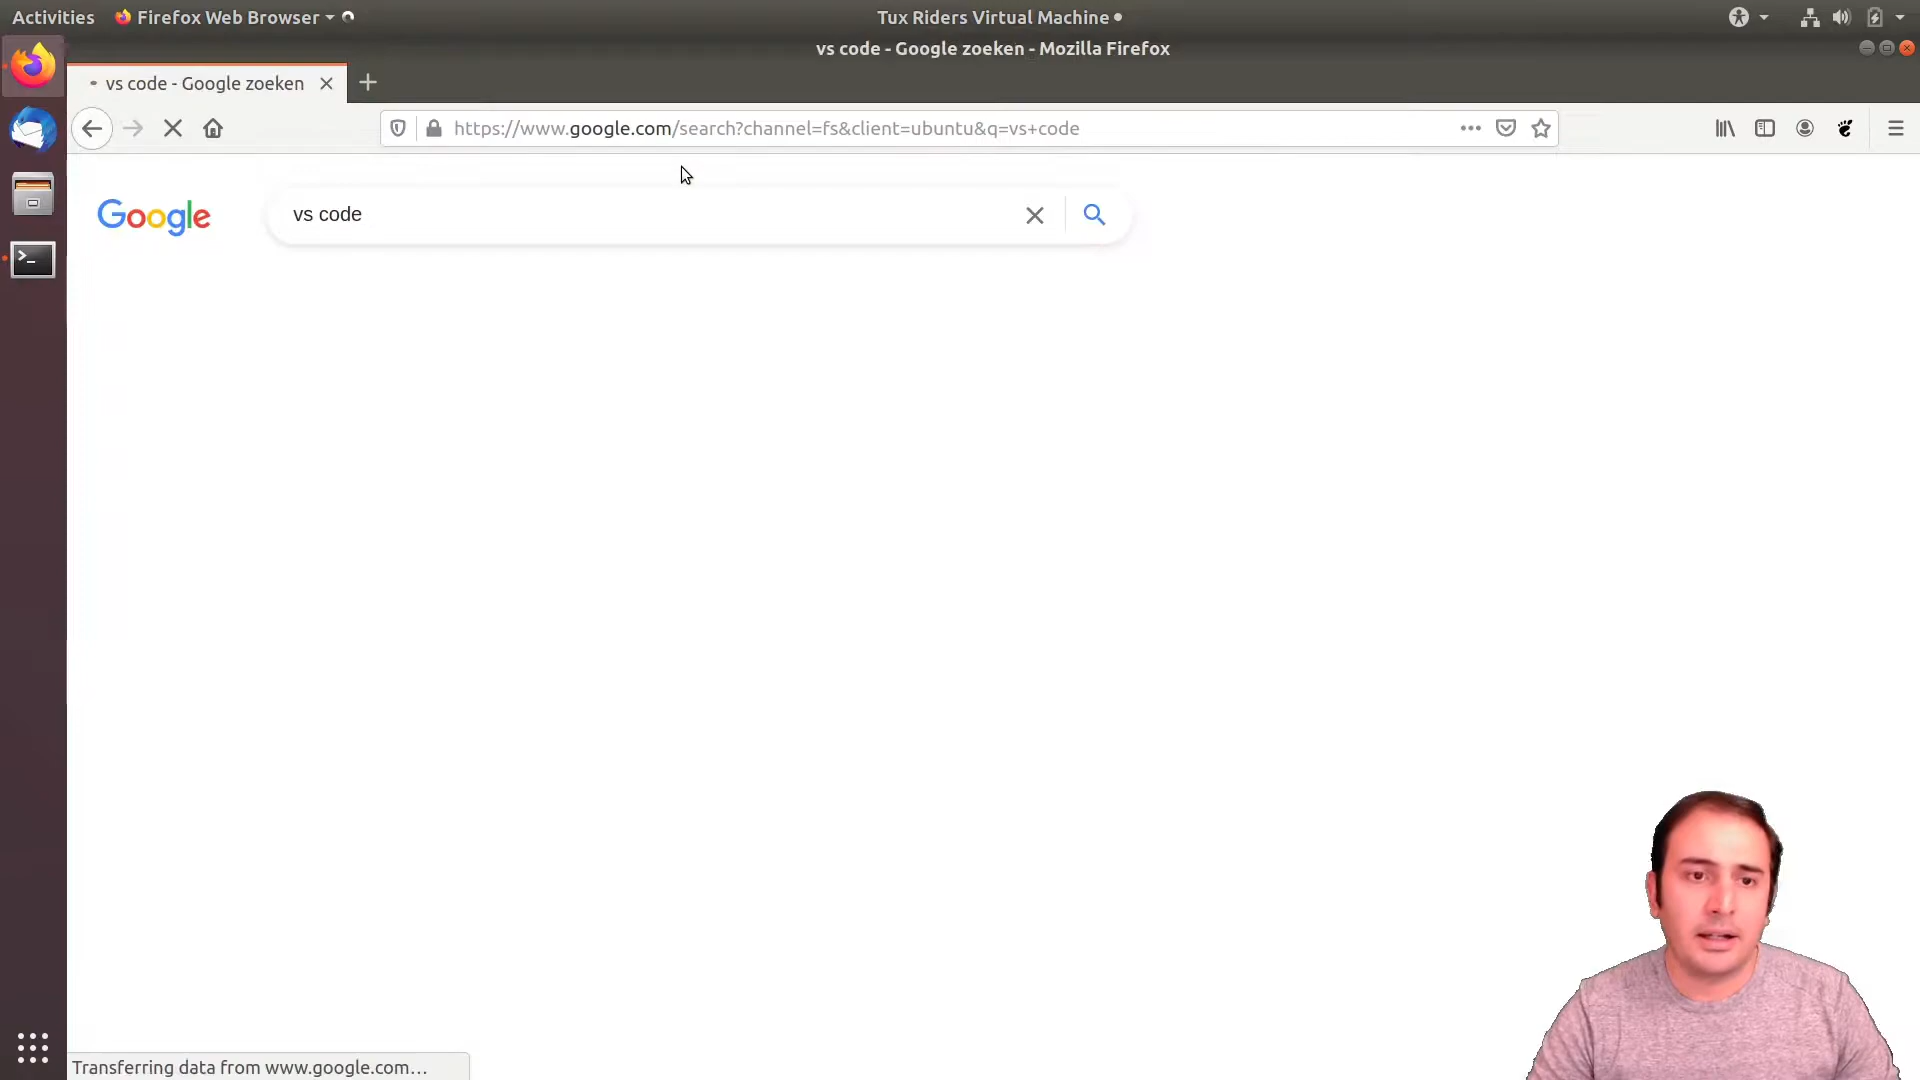 Activities
Firefox Web Browser
Tux Riders Virtual Machine
vs code - Google zoeken - Mozilla Firefox
vs code - Google zoeken
https://www.google.com/search?channel=fs&client=ubuntu&q=vs+code
Google
vs code
Transferring data from www.google.com…